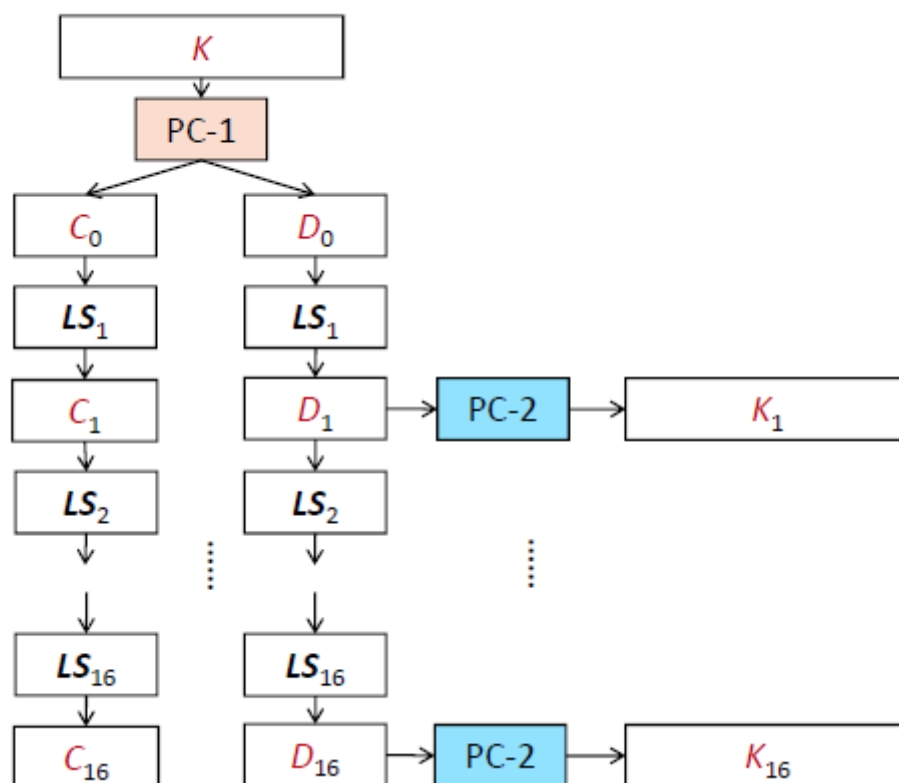 K
PC-1
C₀ D₀
LS₁ LS₁
C₁ D₁ PC-2 K₁
LS₂ LS₂
LS₁₆ LS₁₆
C₁₆ D₁₆ PC-2 K₁₆